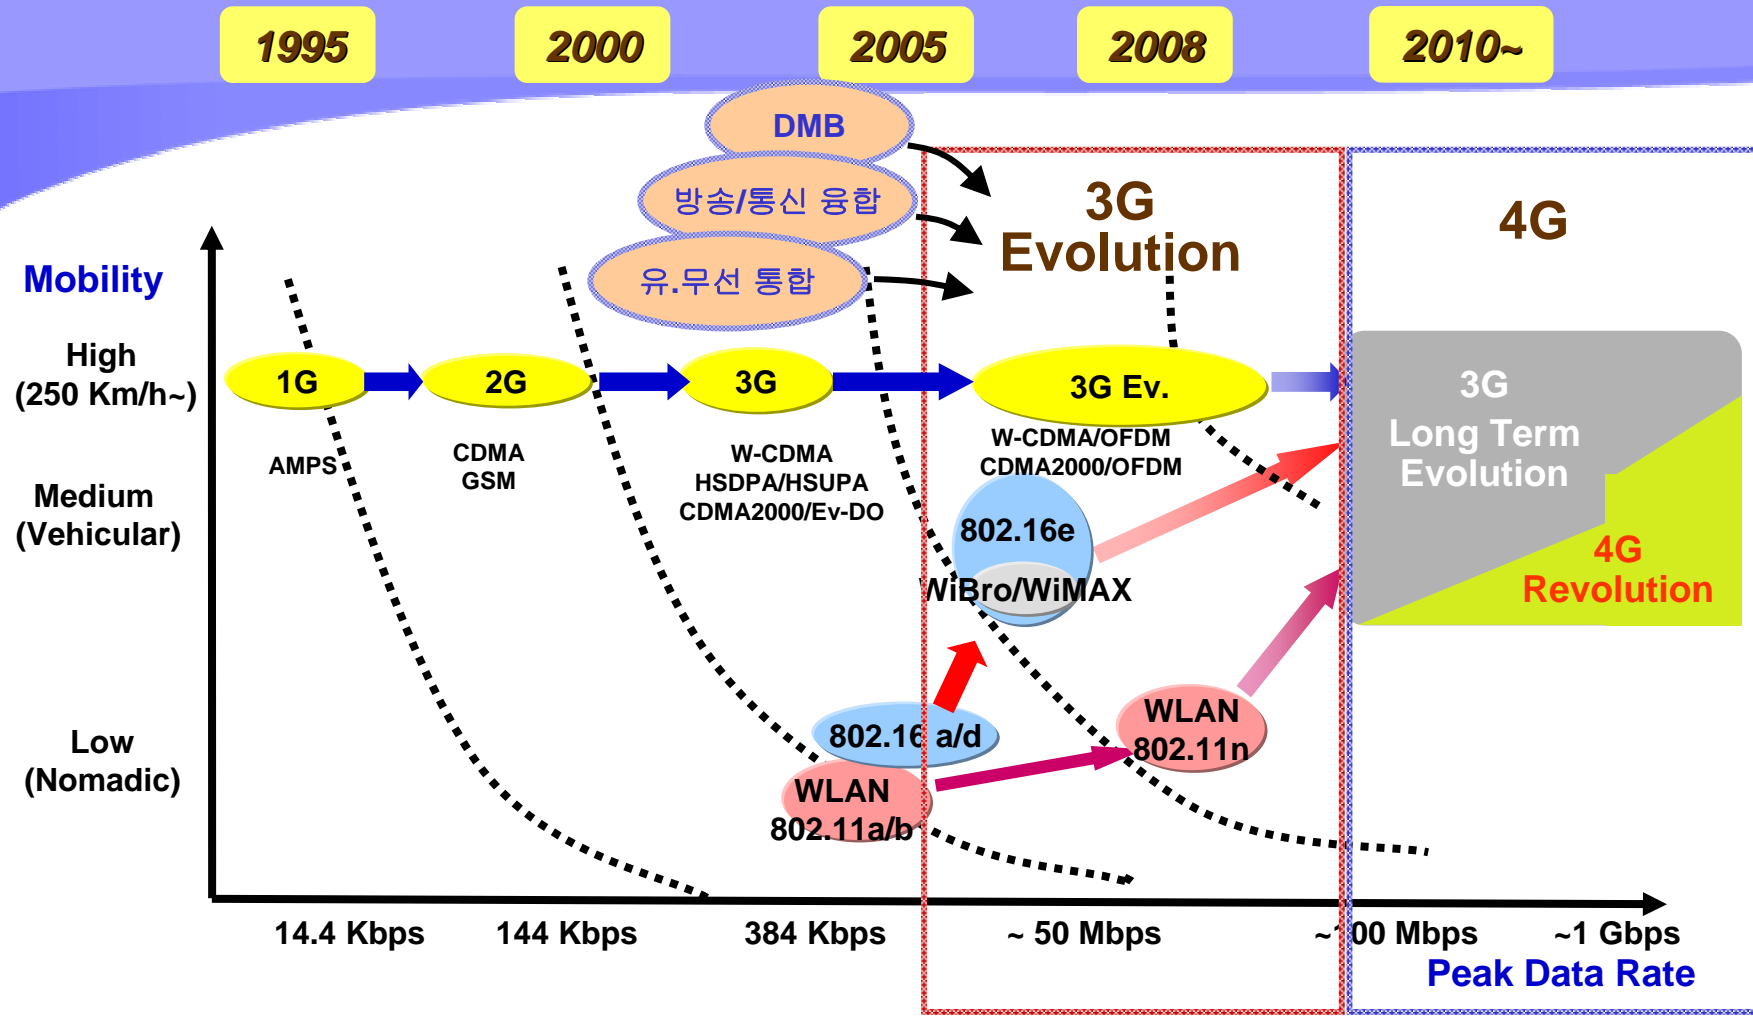 1995
2000
2005
2008
2010~
DMB
방송/통신 융합
유.무선 통합
3G
Evolution
4G
Mobility
High
(250 Km/h~)
1G
2G
3G
3G Ev.
AMPS
CDMA
GSM
W-CDMA
HSDPA/HSUPA
CDMA2000/Ev-DO
W-CDMA/OFDM
CDMA2000/OFDM
3G
Long Term
Evolution
Medium
(Vehicular)
802.16e
WiBro/WiMAX
4G
Revolution
Low
(Nomadic)
802.16 a/d
WLAN
802.11a/b
WLAN
802.11n
14.4 Kbps
144 Kbps
384 Kbps
~ 50 Mbps
~100 Mbps
~1 Gbps
Peak Data Rate